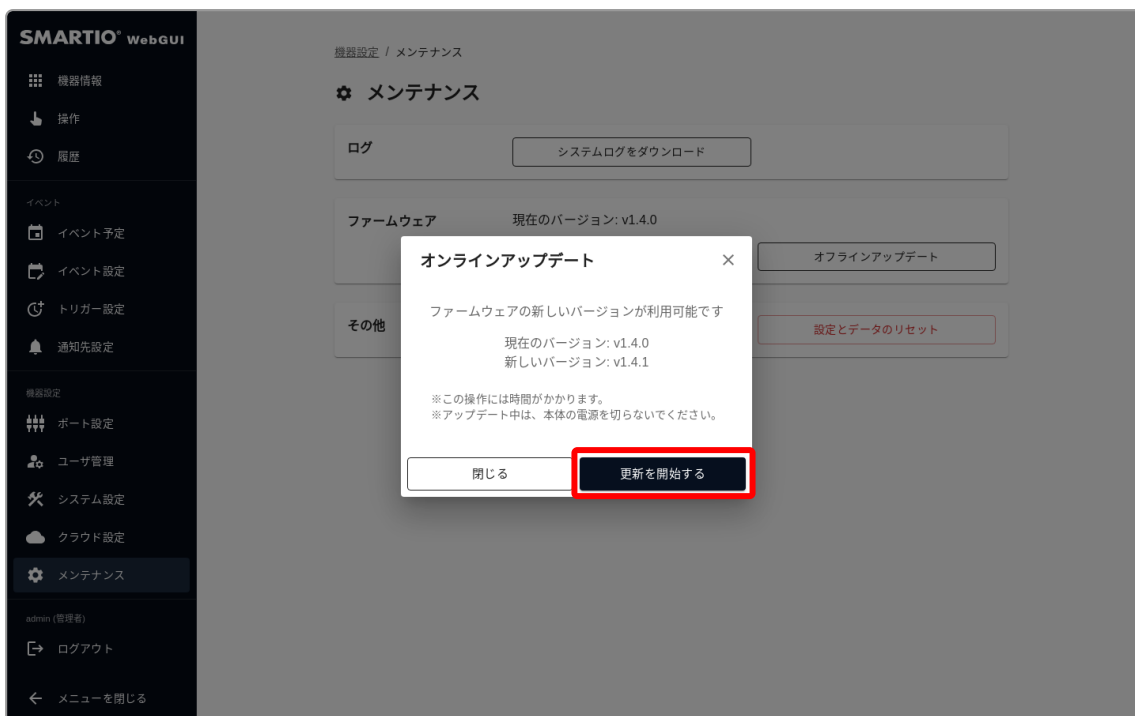 SMARTIO® WebGUI
機器情報
操作
履歴
イベント
イベント予定
イベント設定
トリガー設定
通知先設定
機器設定
ポート設定
ユーザ管理
システム設定
クラウド設定
メンテナンス
admin (管理者)
ログアウト
メニューを閉じる
機器設定 / メンテナンス
メンテナンス
ログ
システムログをダウンロード
ファームウェア
現在のバージョン: v1.4.0
オフラインアップデート
その他
設定とデータのリセット
オンラインアップデート
ファームウェアの新しいバージョンが利用可能です
現在のバージョン: v1.4.0
新しいバージョン: v1.4.1
※この操作には時間がかかります。
※アップデート中は、本体の電源を切らないでください。
閉じる
更新を開始する